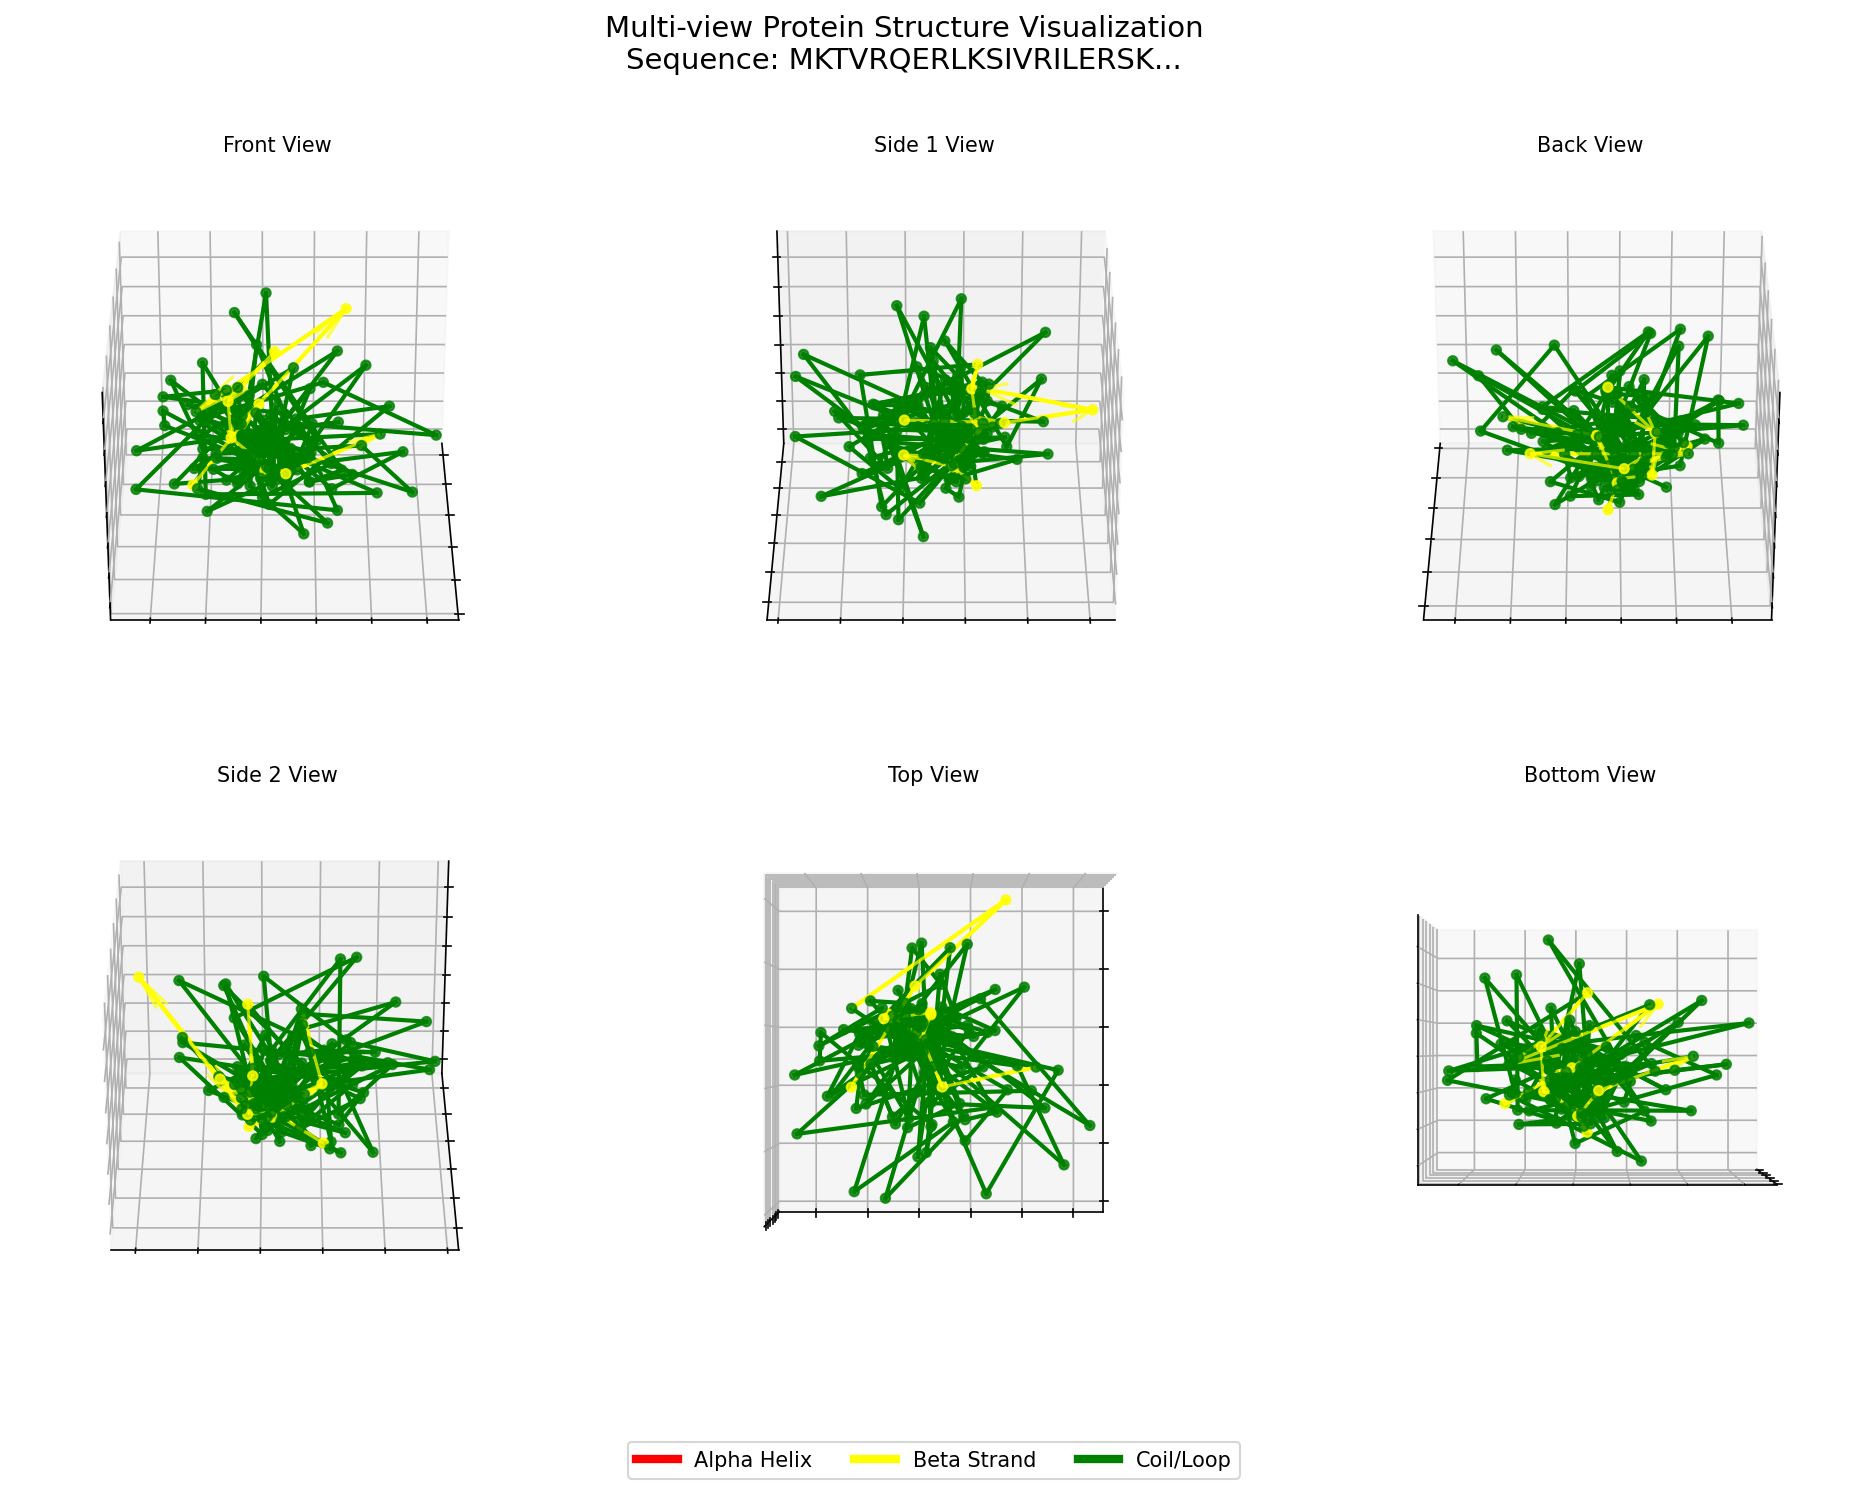 Multi-view Protein Structure Visualization
Sequence: MKTVRQERLKSIVRILERSK...
Front View
Side 1 View
Back View
Side 2 View
Top View
Bottom View
Alpha Helix
Beta Strand
Coil/Loop